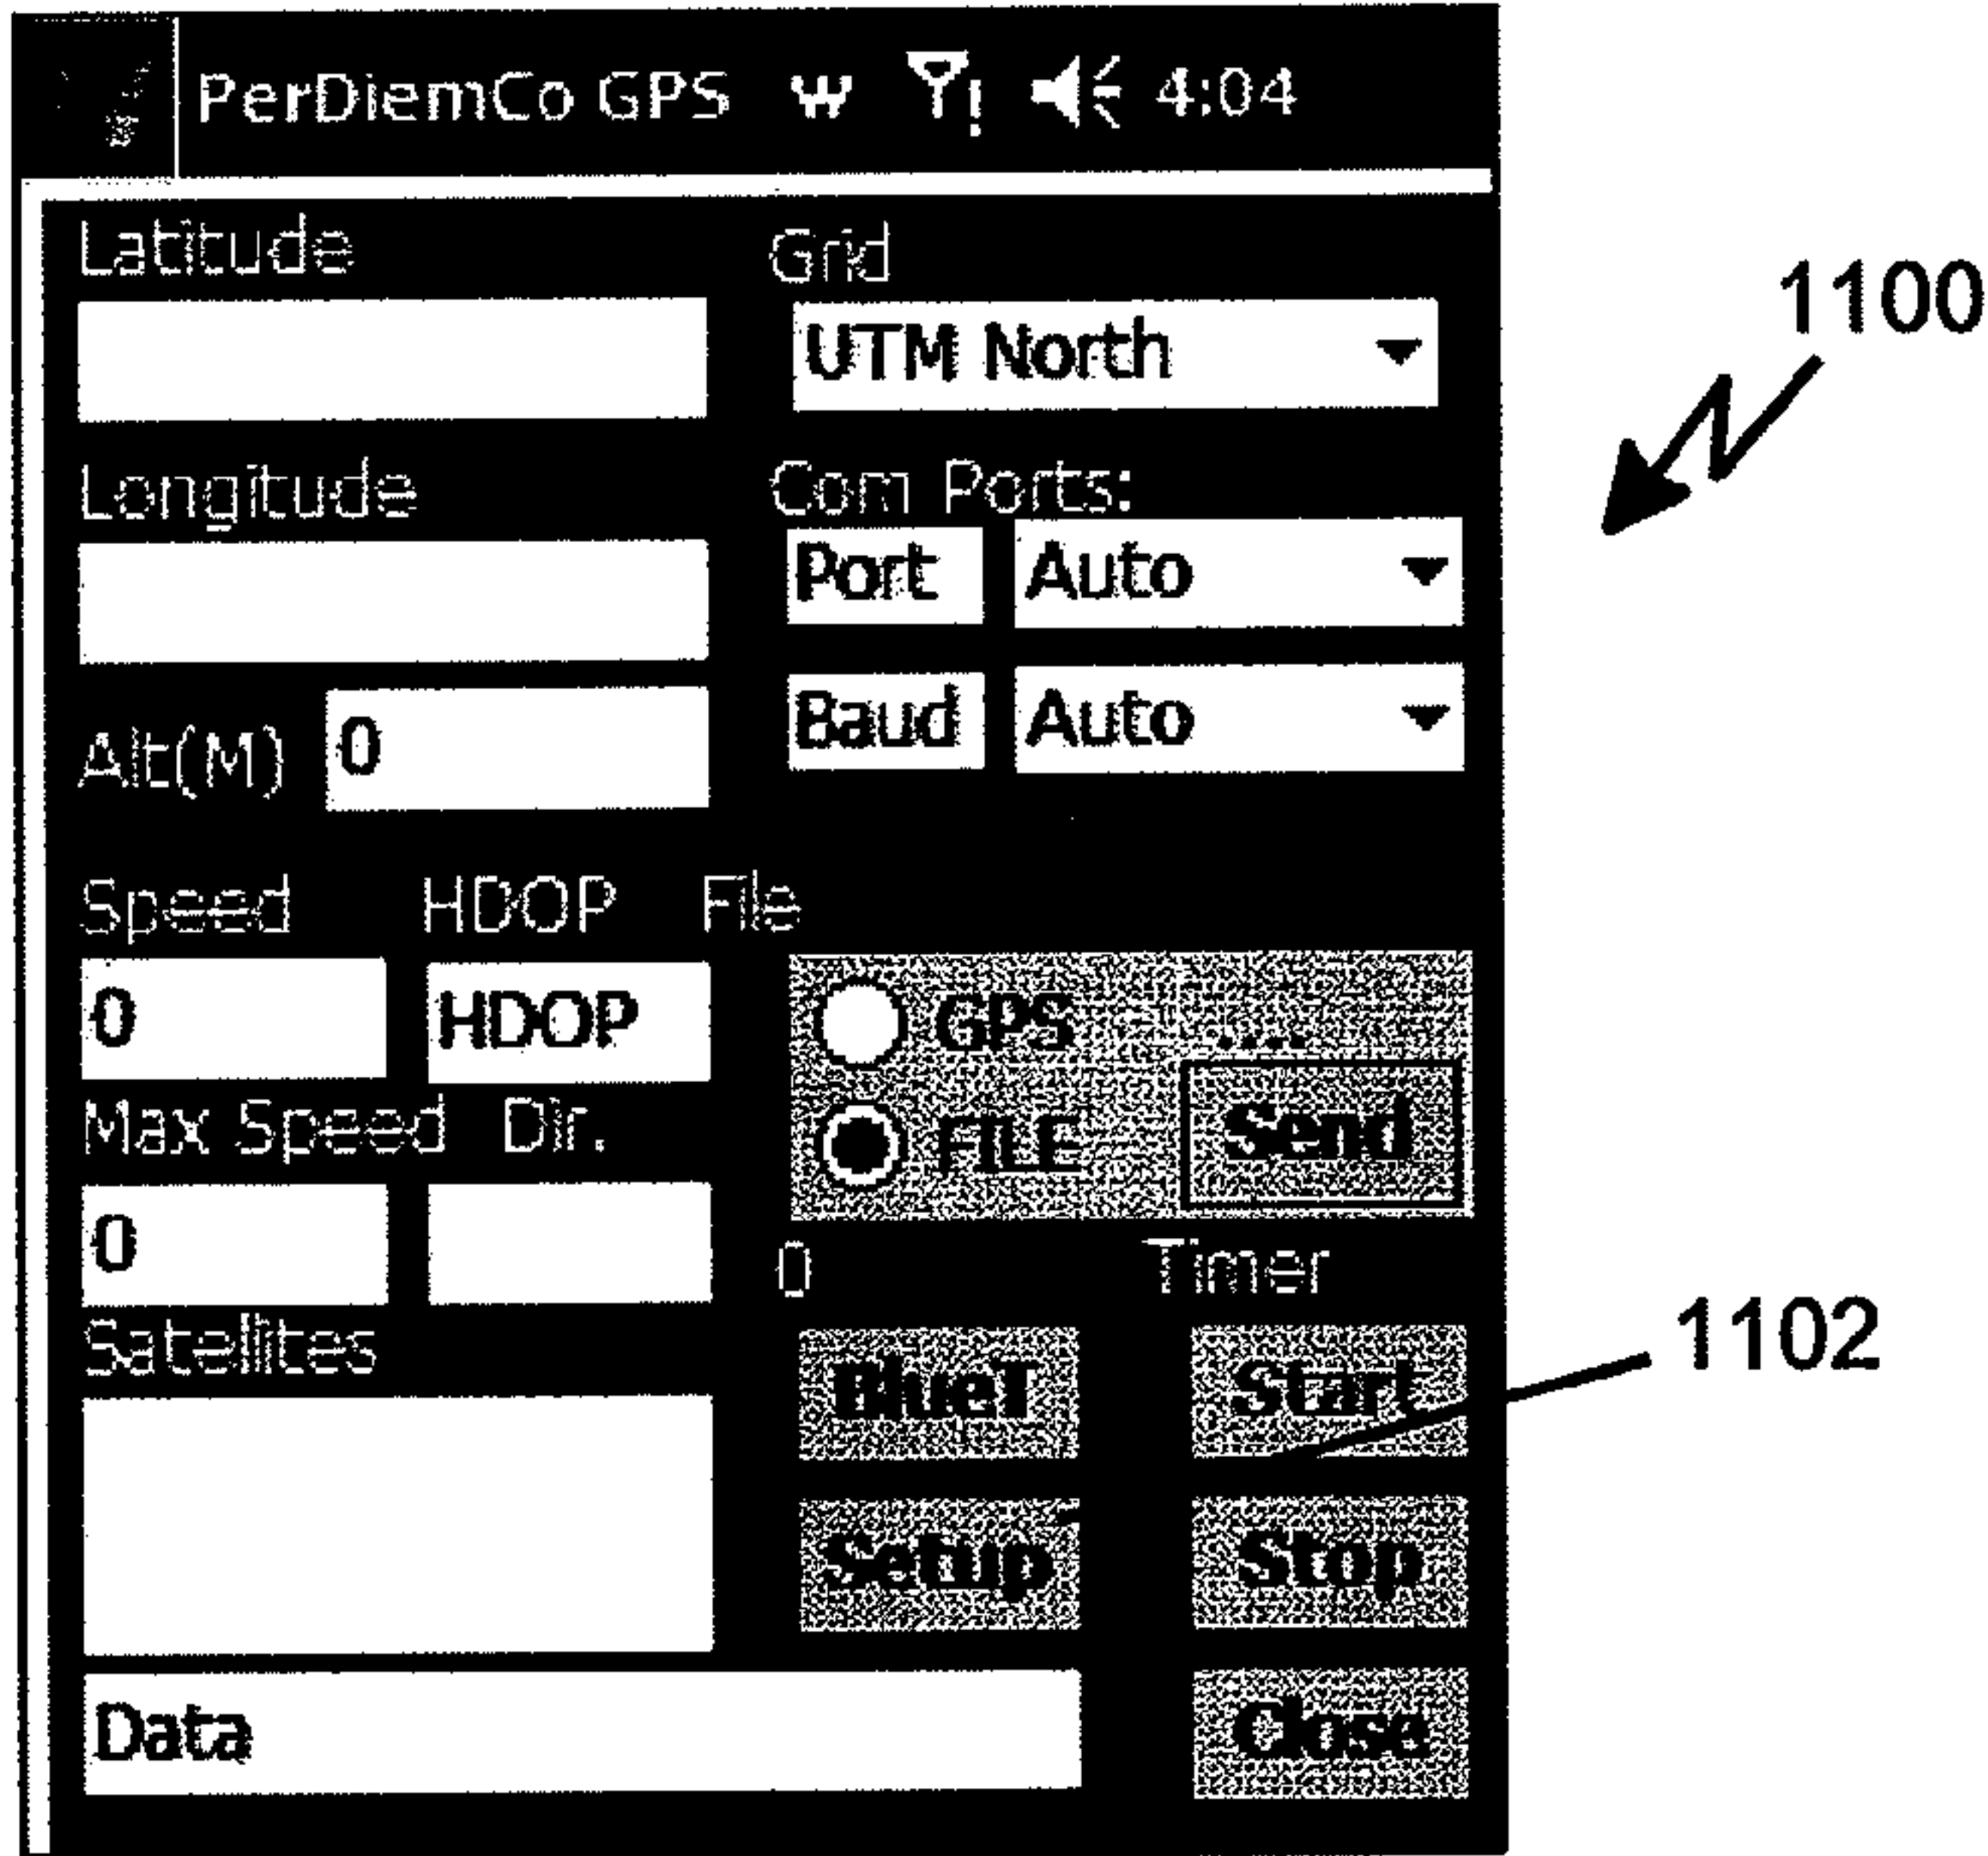 PerDiemCo GPS 4:04
Latitude Grid
UTM North
1100
Longitude Com Ports:
Port Auto
Baud Auto
Alt(M) 0
Speed HDOP File
0 HDOP
GPS ....
FILE Send
Max Speed Dir.
0
0 Timer
Satellites
BlueT Start
1102
Setup Stop
Data Close